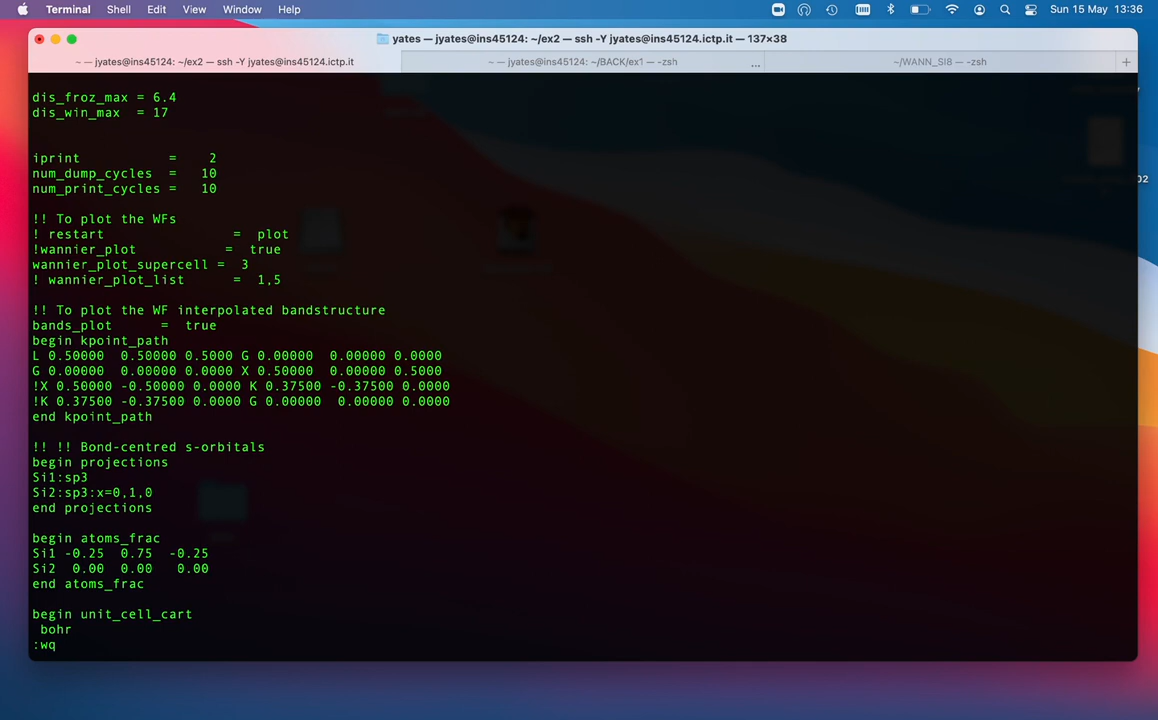 Terminal Shell Edit View Window Help Sun 15 May 13:36
yates — jyates@ins45124: ~/ex2 — ssh -Y jyates@ins45124.ictp.it — 137×38
~ — jyates@ins45124: ~/ex2 — ssh -Y jyates@ins45124.ictp.it ~ — jyates@ins45124: ~/BACK/ex1 — -zsh ... ~/WANN_SI8 — -zsh +
dis_froz_max = 6.4
dis_win_max  = 17
iprint           =    2
num_dump_cycles  =   10
num_print_cycles =   10
!! To plot the WFs
! restart                =  plot
!wannier_plot           =  true
wannier_plot_supercell =  3
! wannier_plot_list      =  1,5
!! To plot the WF interpolated bandstructure
bands_plot      =  true
begin kpoint_path
L 0.50000  0.50000 0.5000 G 0.00000  0.00000 0.0000
G 0.00000  0.00000 0.0000 X 0.50000  0.00000 0.5000
!X 0.50000 -0.50000 0.0000 K 0.37500 -0.37500 0.0000
!K 0.37500 -0.37500 0.0000 G 0.00000  0.00000 0.0000
end kpoint_path
!! !! Bond-centred s-orbitals
begin projections
Si1:sp3
Si2:sp3:x=0,1,0
end projections
begin atoms_frac
Si1 -0.25  0.75  -0.25
Si2  0.00  0.00   0.00
end atoms_frac
begin unit_cell_cart
 bohr
:wq
02